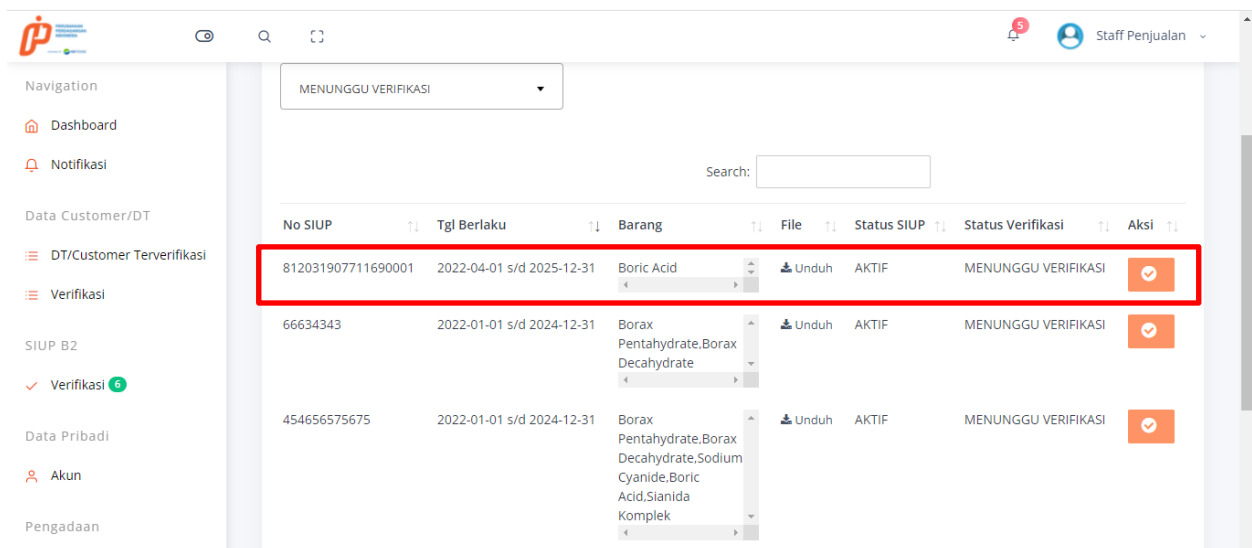 PERUSAHAAN
PERDAGANGAN
INDONESIA
5
Staff Penjualan
Navigation
Dashboard
Notifikasi
Data Customer/DT
DT/Customer Terverifikasi
Verifikasi
SIUP B2
Verifikasi 6
Data Pribadi
Akun
Pengadaan
MENUNGGU VERIFIKASI
Search:
No SIUP Tgl Berlaku Barang File Status SIUP Status Verifikasi Aksi
812031907711690001 2022-04-01 s/d 2025-12-31 Boric Acid Unduh AKTIF MENUNGGU VERIFIKASI
66634343 2022-01-01 s/d 2024-12-31 Borax Unduh AKTIF MENUNGGU VERIFIKASI
Pentahydrate,Borax
Decahydrate
454656575675 2022-01-01 s/d 2024-12-31 Borax Unduh AKTIF MENUNGGU VERIFIKASI
Pentahydrate,Borax
Decahydrate,Sodium
Cyanide,Boric
Acid,Sianida
Komplek